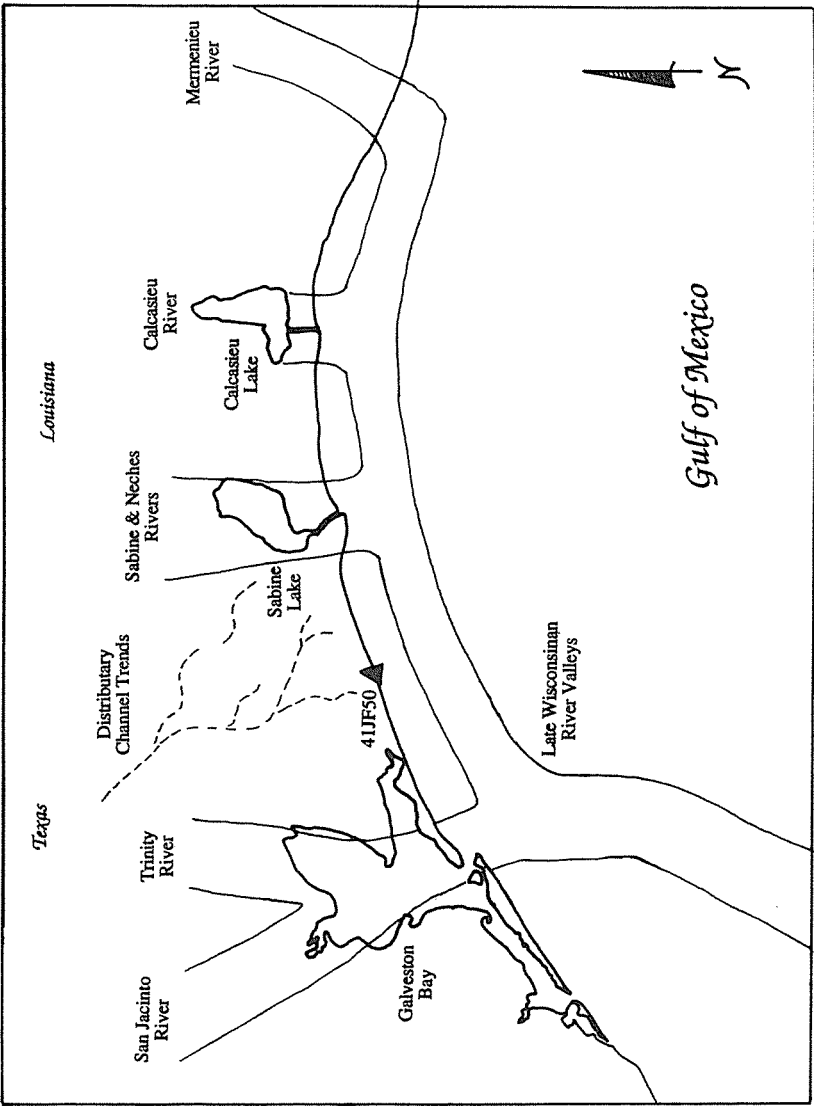 Texas
Louisiana
San Jacinto
River
Trinity
River
Distributary
Channel Trends
Sabine & Neches
Rivers
Calcasieu
River
Mermenieu
River
Galveston
Bay
41JF50
Sabine
Lake
Calcasieu
Lake
Late Wisconsinan
River Valleys
Gulf of Mexico
N